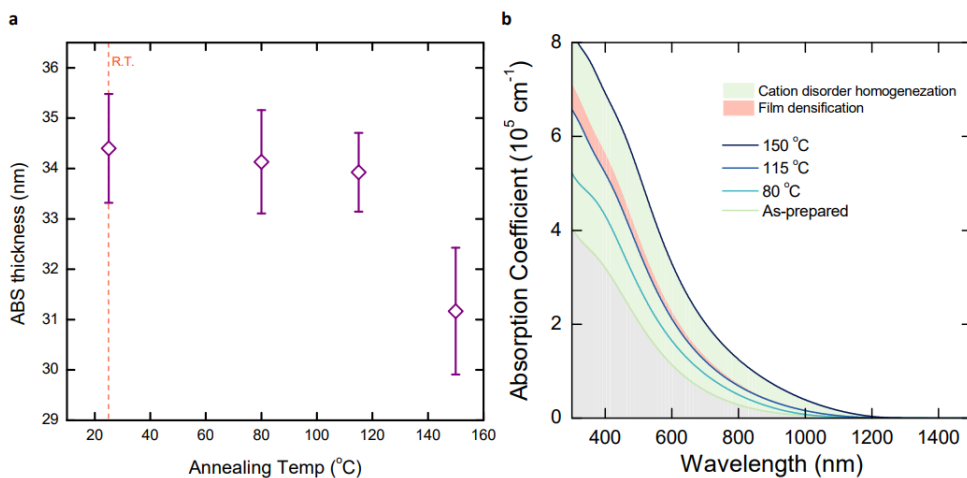 a
36
35
34
33
32
31
30
29
R.T.
ABS thickness (nm)
20 40 60 80 100 120 140 160
Annealing Temp (°C)
b
8
6
4
2
0
Absorption Coefficient (10⁵ cm⁻¹)
Cation disorder homogenezation
Film densification
150 °C
115 °C
80 °C
As-prepared
400 600 800 1000 1200 1400
Wavelength (nm)